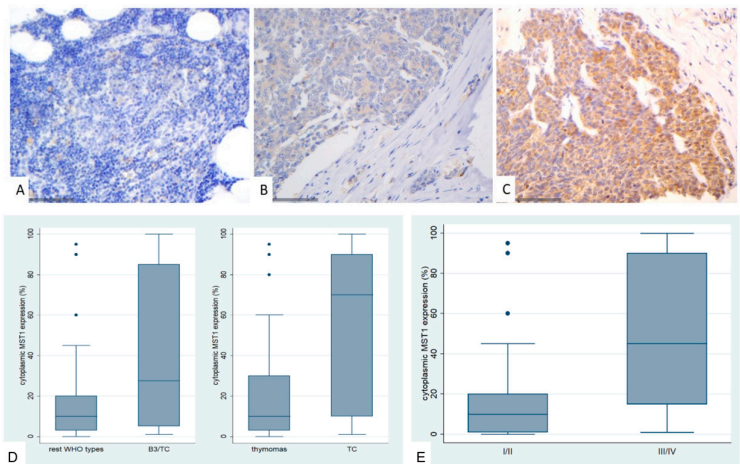 A
B
C
cytoplasmic MST1 expression (%)
100
80
60
40
20
0
rest WHO types
B3/TC
cytoplasmic MST1 expression (%)
100
80
60
40
20
0
thymomas
TC
D
cytoplasmic MST1 expression (%)
100
80
60
40
20
0
I/II
III/IV
E